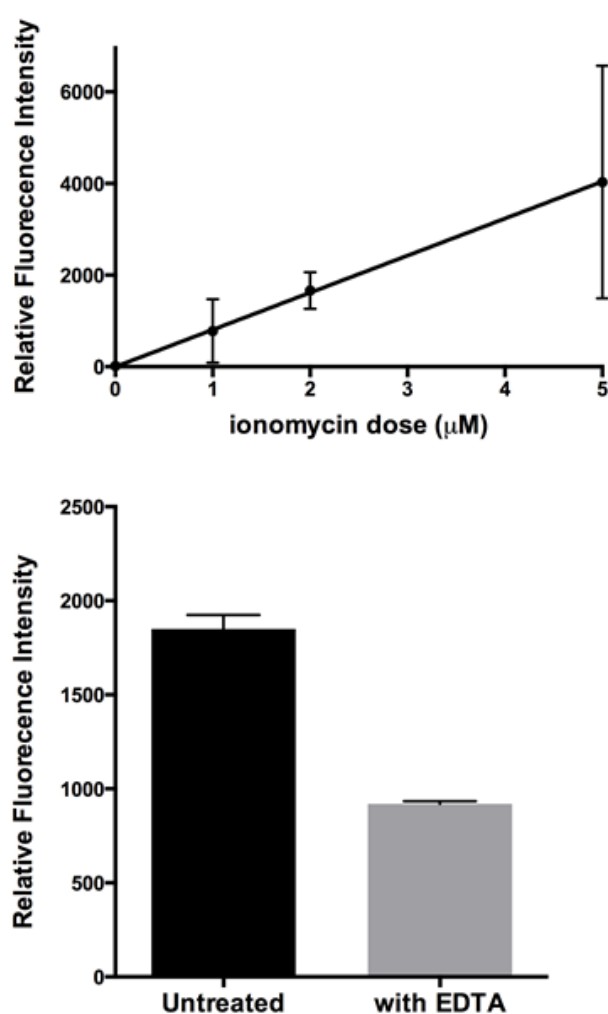 Relative Fluorecence Intensity
6000
4000
2000
0
0 1 2 3 4 5
ionomycin dose (μM)
Relative Fluorecence Intensity
2500
2000
1500
1000
500
0
Untreated with EDTA